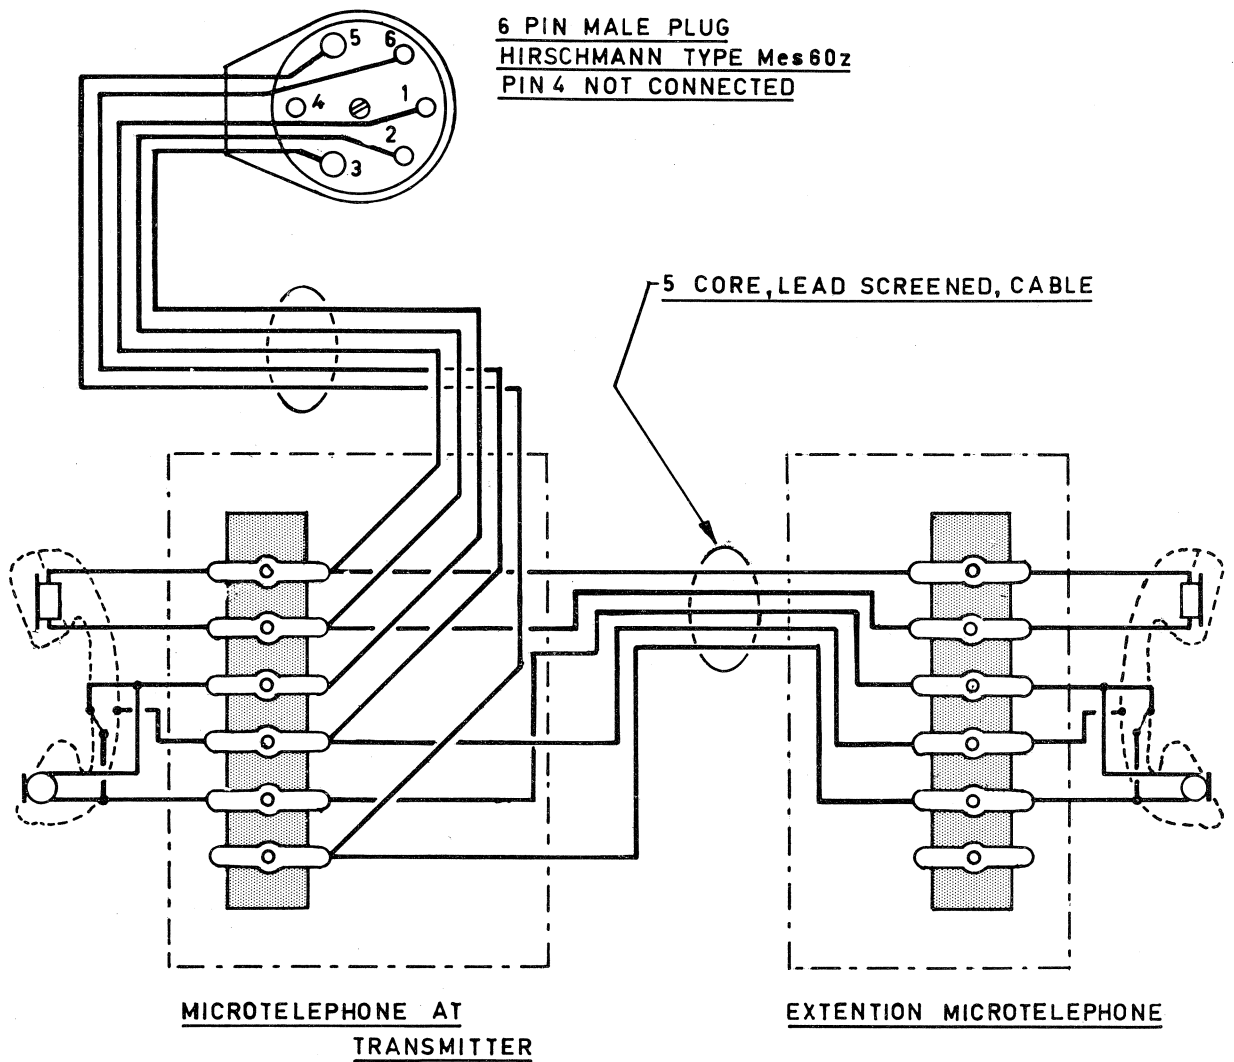 6 PIN MALE PLUG
HIRSCHMANN TYPE Mes60z
PIN 4 NOT CONNECTED
5
6
4
1
2
3
5 CORE, LEAD SCREENED, CABLE
MICROTELEPHONE AT
TRANSMITTER
EXTENTION MICROTELEPHONE